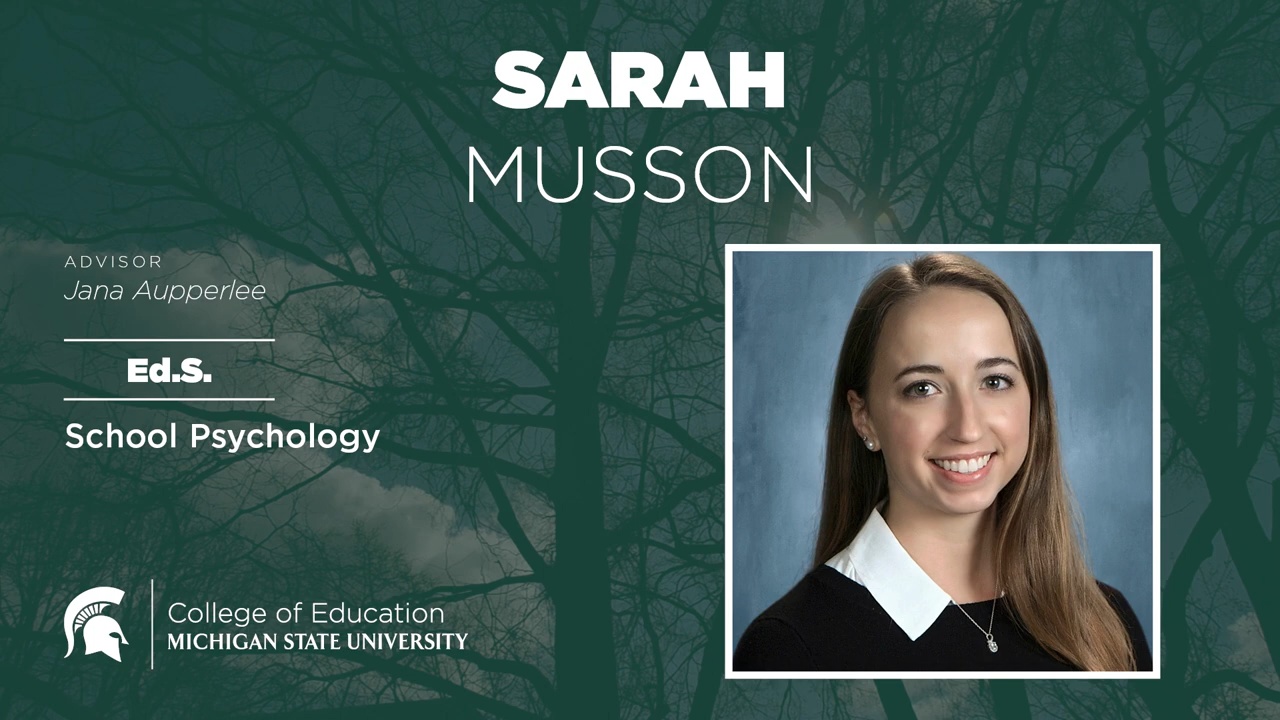 SARAH
MUSSON
ADVISOR
Jana Aupperlee
Ed.S.
School Psychology
College of Education
MICHIGAN STATE UNIVERSITY